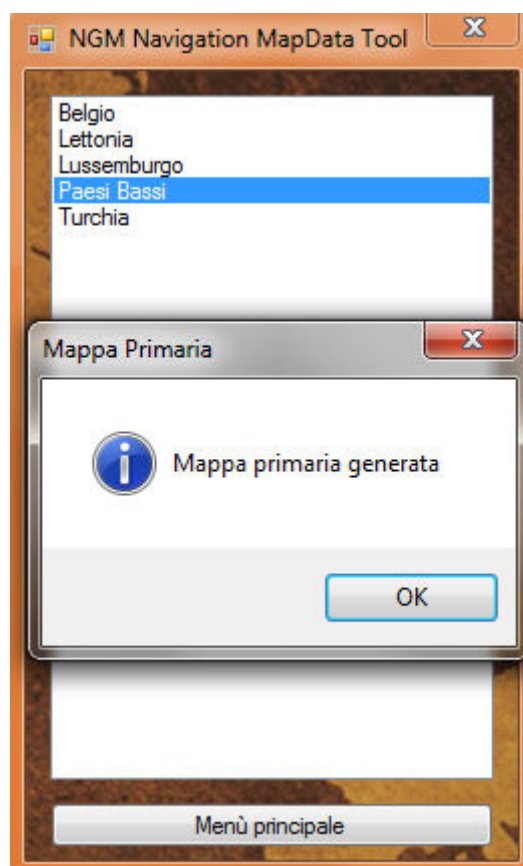 NGM Navigation MapData Tool
Belgio
Lettonia
Lussemburgo
Paesi Bassi
Turchia
Mappa Primaria
Mappa primaria generata
OK
Menù principale